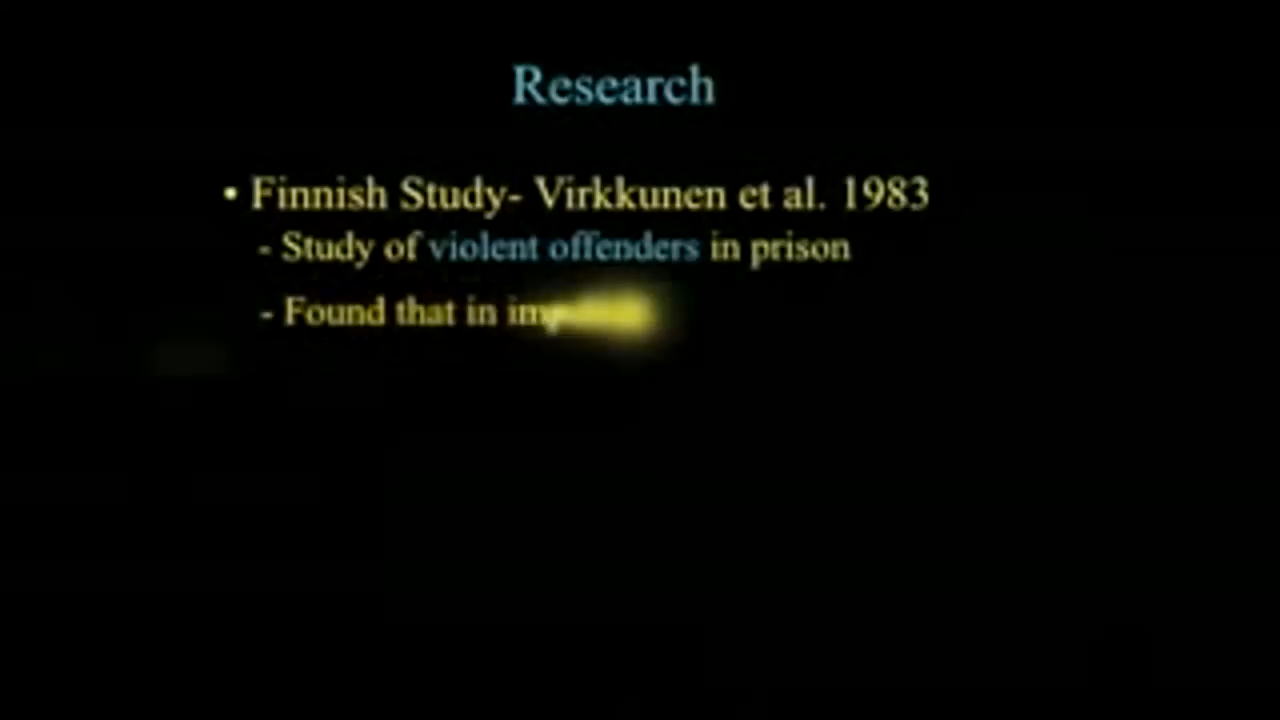 Research
• Finnish Study- Virkkunen et al. 1983
- Study of violent offenders in prison
- Found that in